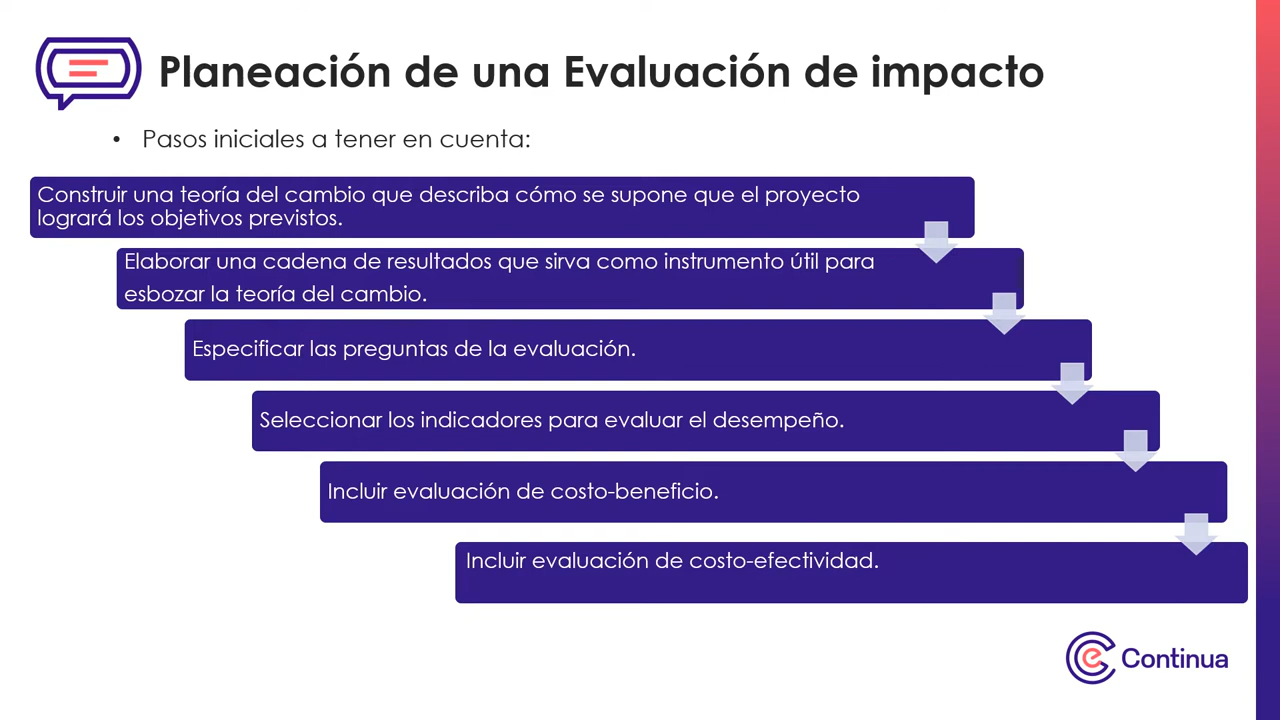 Planeación de una Evaluación de impacto
• Pasos iniciales a tener en cuenta:
Construir una teoría del cambio que describa cómo se supone que el proyecto
logrará los objetivos previstos.
Elaborar una cadena de resultados que sirva como instrumento útil para
esbozar la teoría del cambio.
Especificar las preguntas de la evaluación.
Seleccionar los indicadores para evaluar el desempeño.
Incluir evaluación de costo-beneficio.
Incluir evaluación de costo-efectividad.
Continua